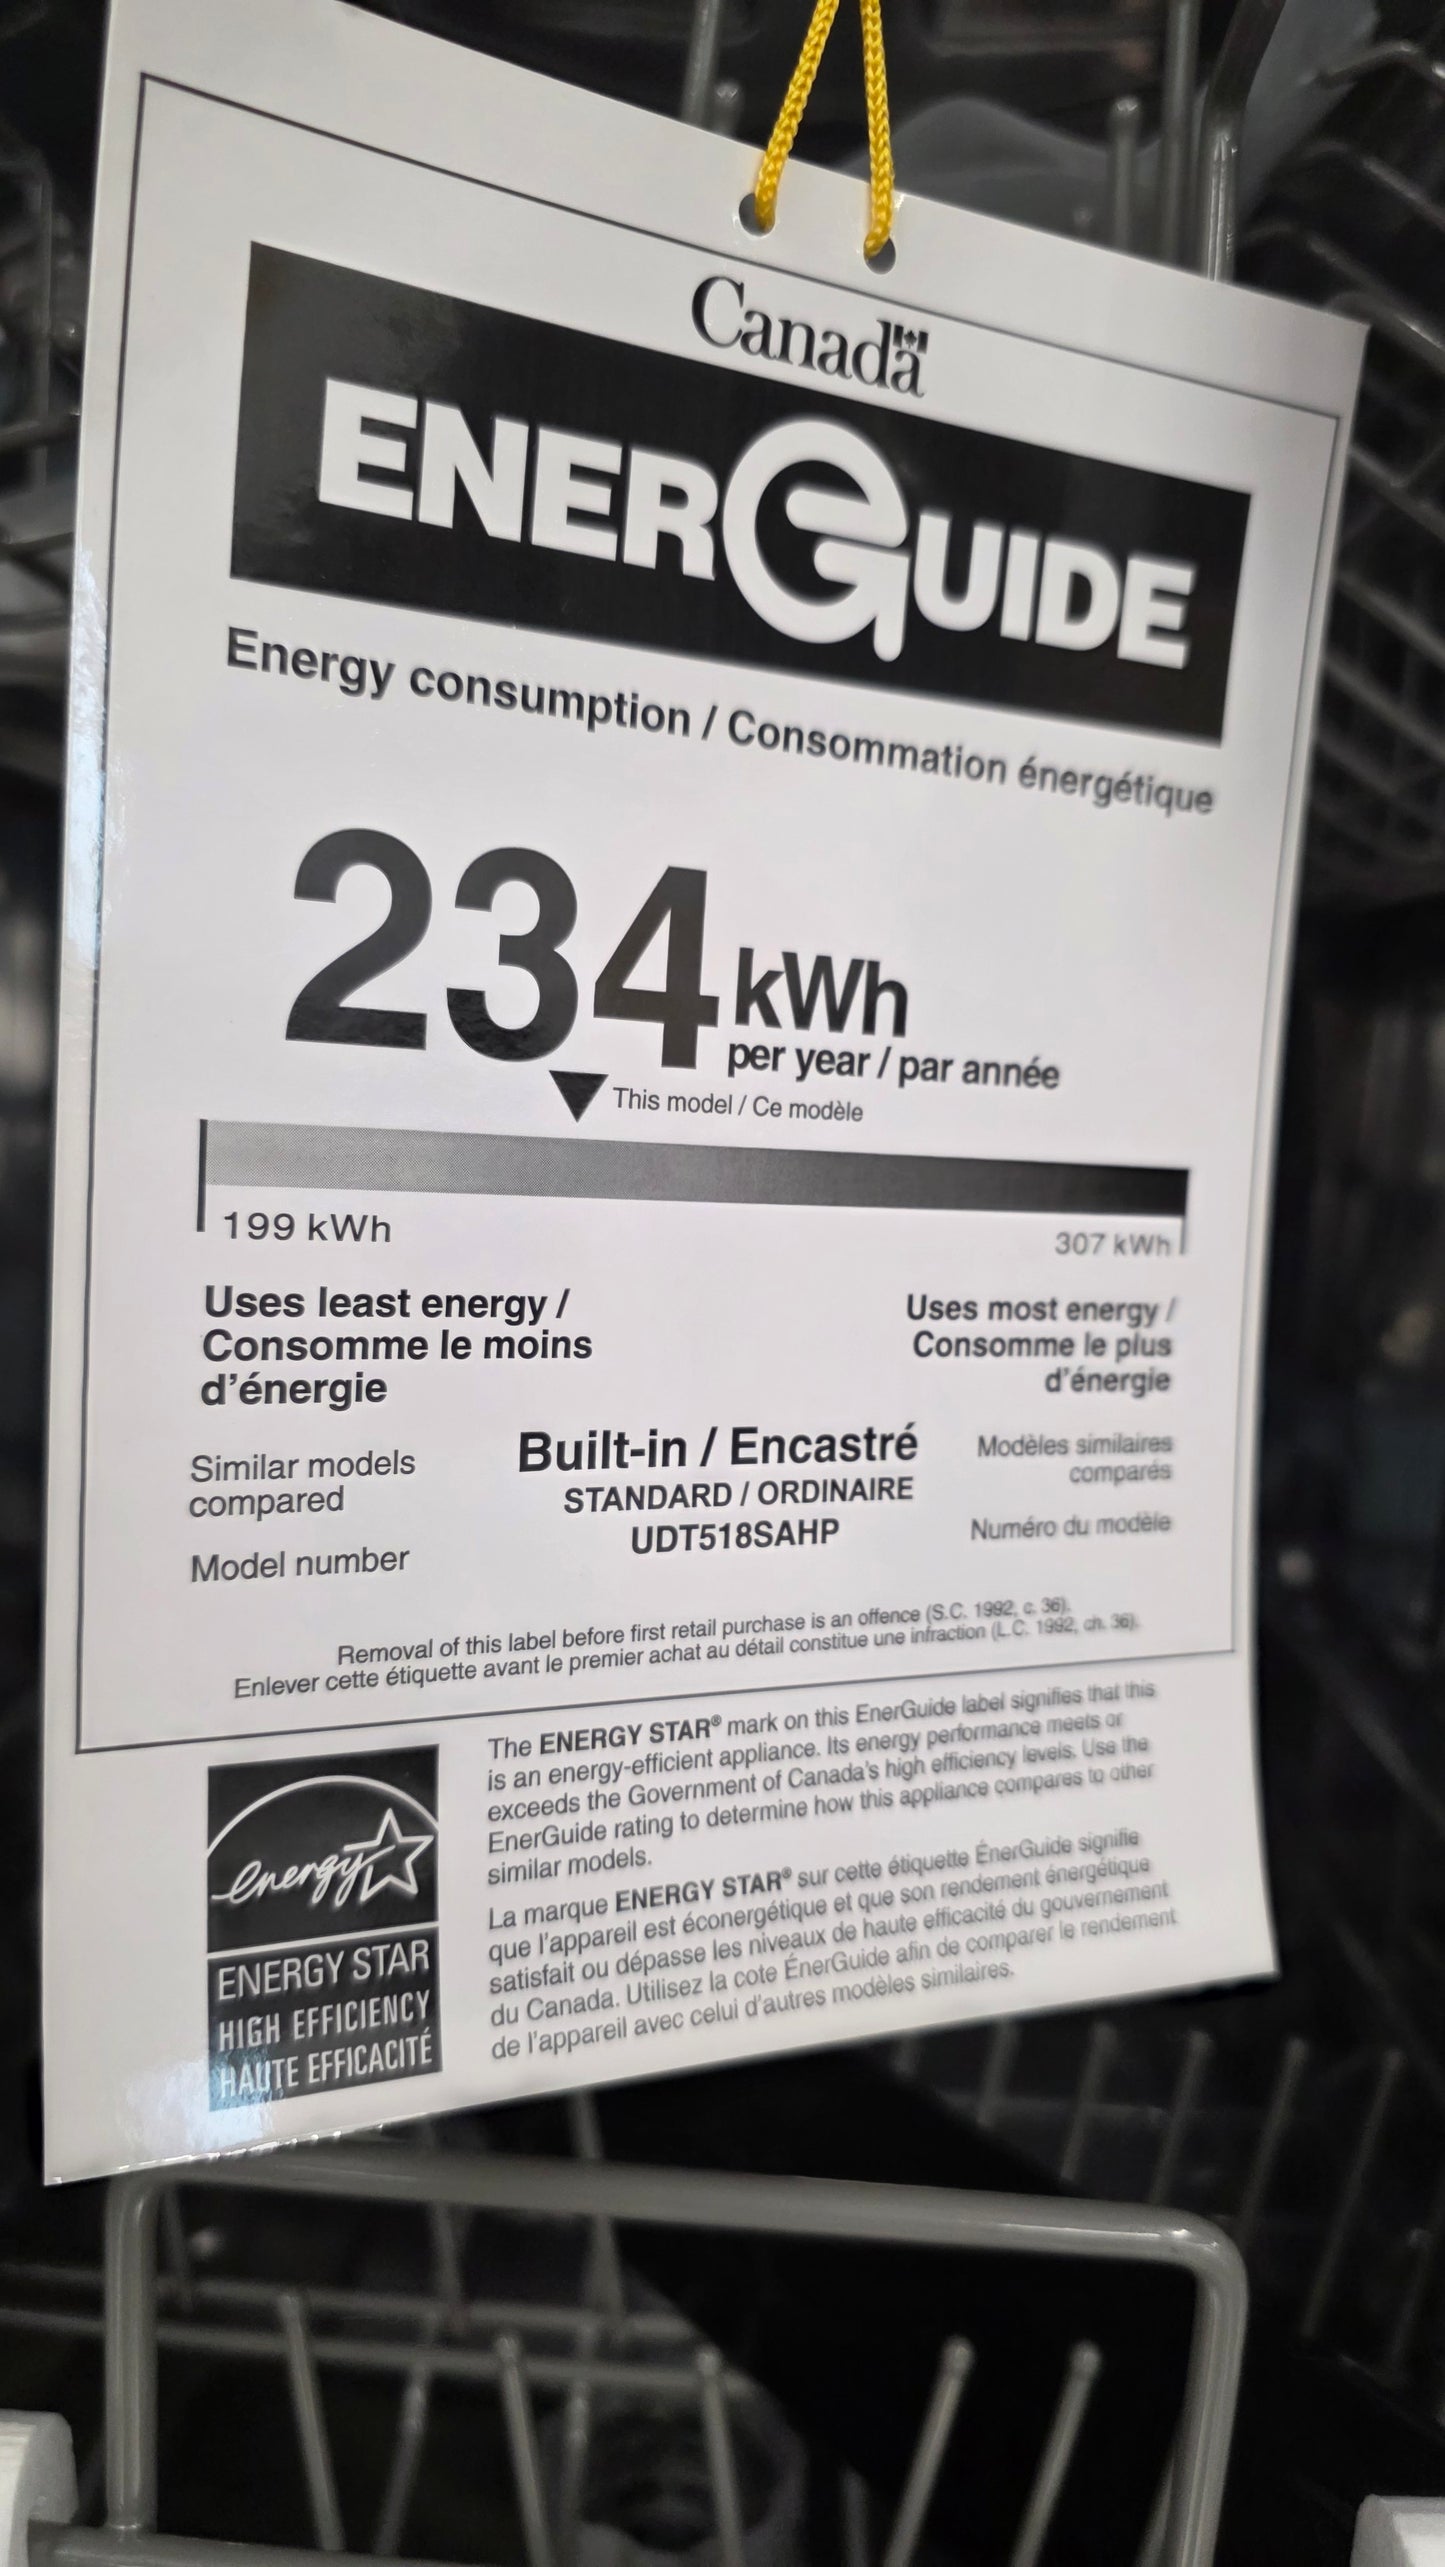 Canada
ENERGUIDE
Energy consumption / Consommation énergétique
234 kWh
per year / par année
This model / Ce modèle
199 kWh
307 kWh
Uses least energy /
Consomme le moins
d'énergie
Uses most energy /
Consomme le plus
d'énergie
Similar models
compared
Built-in / Encastré
STANDARD / ORDINAIRE
UDT518SAHP
Modèles similaires
comparés
Model number
Numéro du modèle
Removal of this label before first retail purchase is an offence (S.C. 1992, c. 36).
Enlever cette étiquette avant le premier achat au détail constitue une infraction (L.C. 1992, ch. 36).
energy
ENERGY STAR
HIGH EFFICIENCY
HAUTE EFFICACITÉ
The ENERGY STAR® mark on this EnerGuide label signifies that this
is an energy-efficient appliance. Its energy performance meets or
exceeds the Government of Canada's high efficiency levels. Use the
EnerGuide rating to determine how this appliance compares to other
similar models.
La marque ENERGY STAR® sur cette étiquette ÉnerGuide signifie
que l'appareil est éconergétique et que son rendement énergétique
satisfait ou dépasse les niveaux de haute efficacité du gouvernement
du Canada. Utilisez la cote ÉnerGuide afin de comparer le rendement
de l'appareil avec celui d'autres modèles similaires.